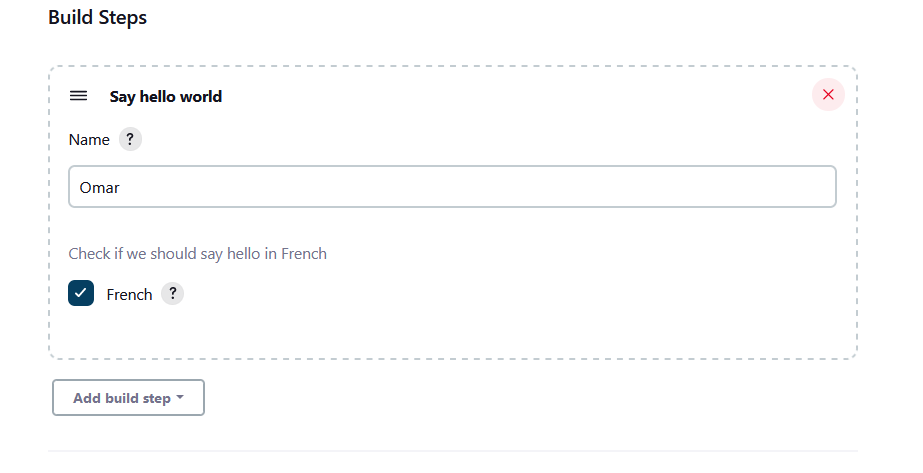 Build Steps
Say hello world
Name ?
Omar
Check if we should say hello in French
French ?
Add build step